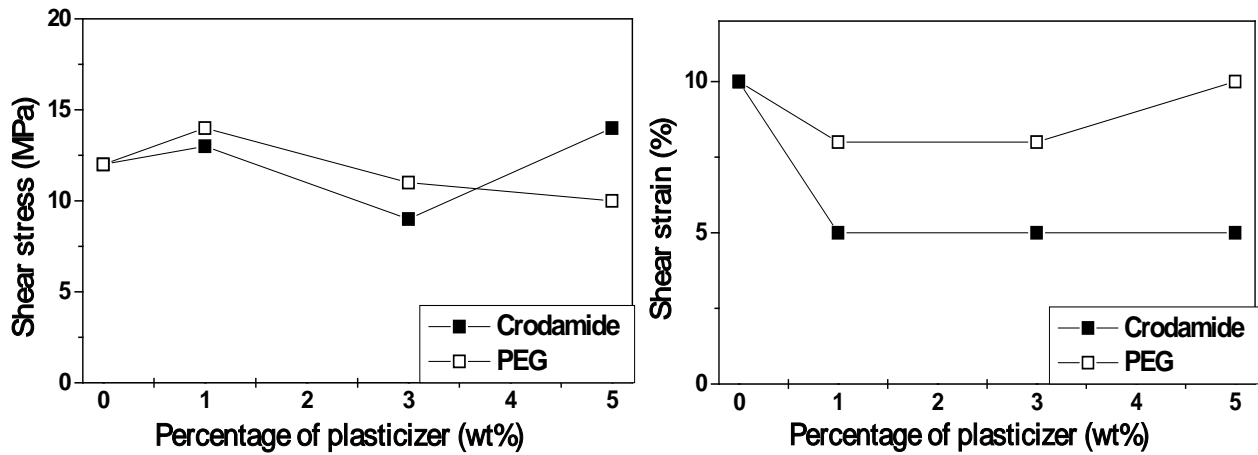 Shear stress (MPa)
20
15
10
5
0
0 1 2 3 4 5
Percentage of plasticizer (wt%)
Crodamide
PEG
Shear strain (%)
10
5
0
0 1 2 3 4 5
Percentage of plasticizer (wt%)
Crodamide
PEG